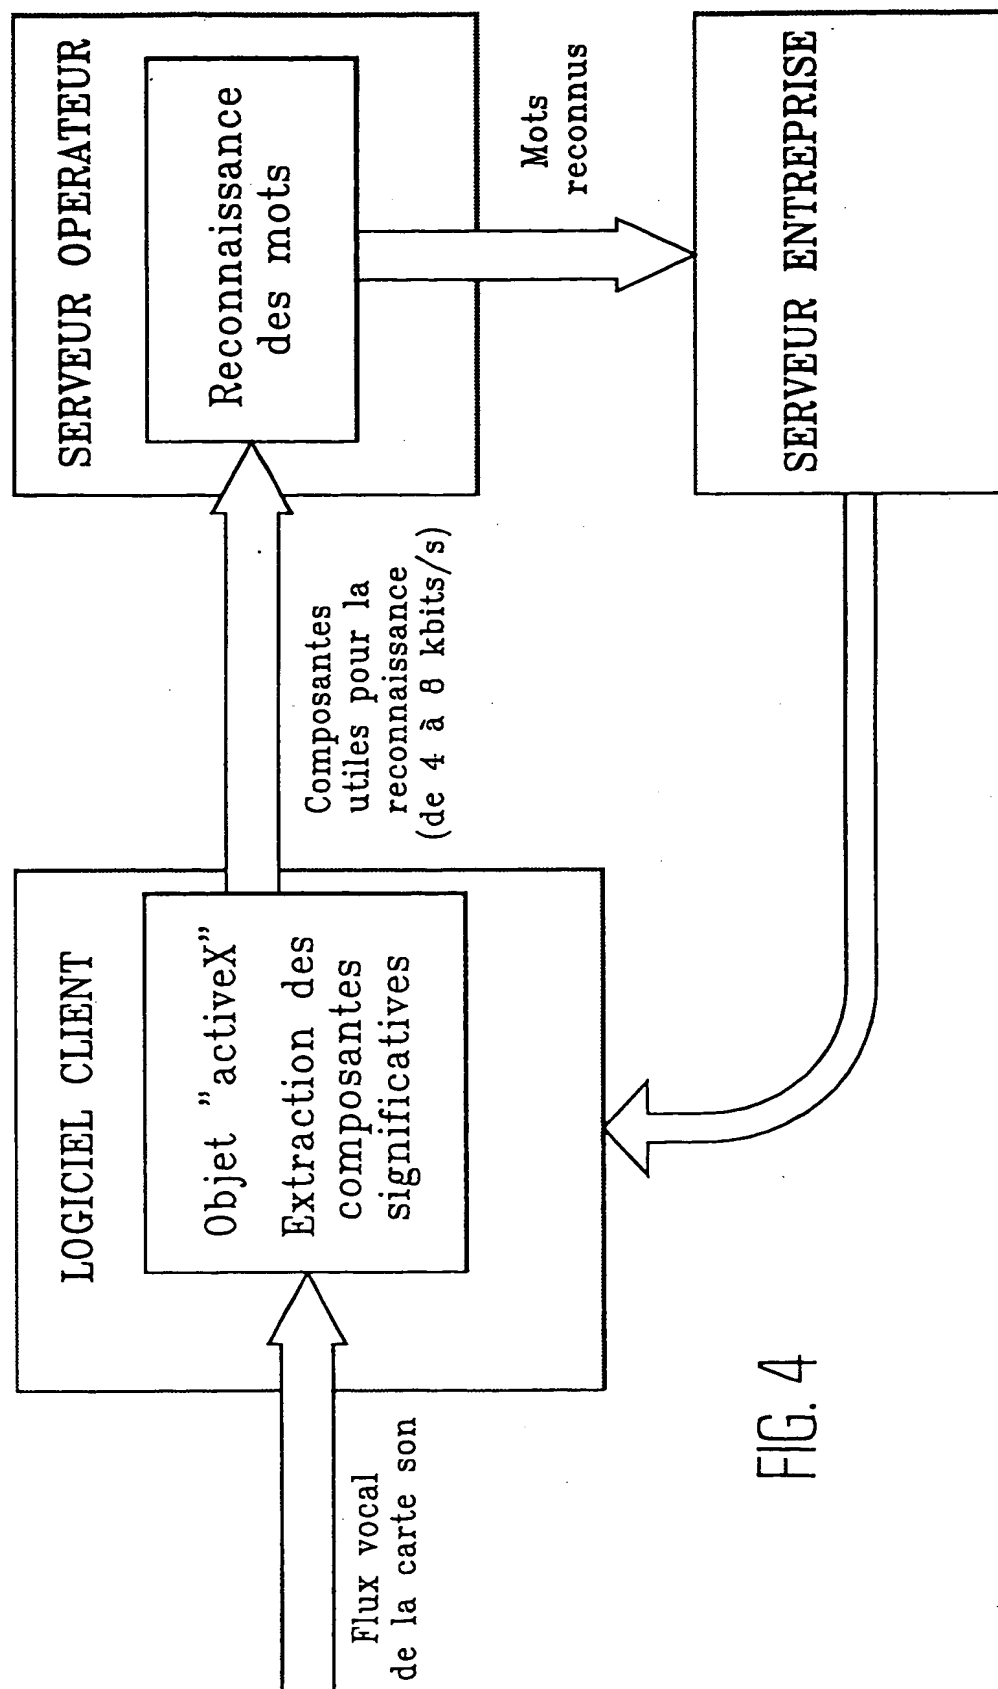 Flux vocal
de la carte son
LOGICIEL CLIENT
Objet "activeX"
Extraction des
composantes
significatives
Composantes
utiles pour la
reconnaissance
(de 4 à 8 kbits/s)
SERVEUR OPERATEUR
Reconnaissance
des mots
Mots
reconnus
SERVEUR ENTREPRISE
FIG. 4